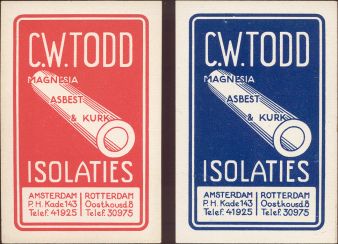 C.W. TODD
MAGNESIA
ASBEST
& KURK
ISOLATIES
AMSTERDAM
P. H. Kade 143
Telef. 41925
ROTTERDAM
Oostkousd. 8
Telef. 30975
C.W. TODD
MAGNESIA
ASBEST
& KURK
ISOLATIES
AMSTERDAM
P. H. Kade 143
Telef. 41925
ROTTERDAM
Oostkousd. 8
Telef. 30975